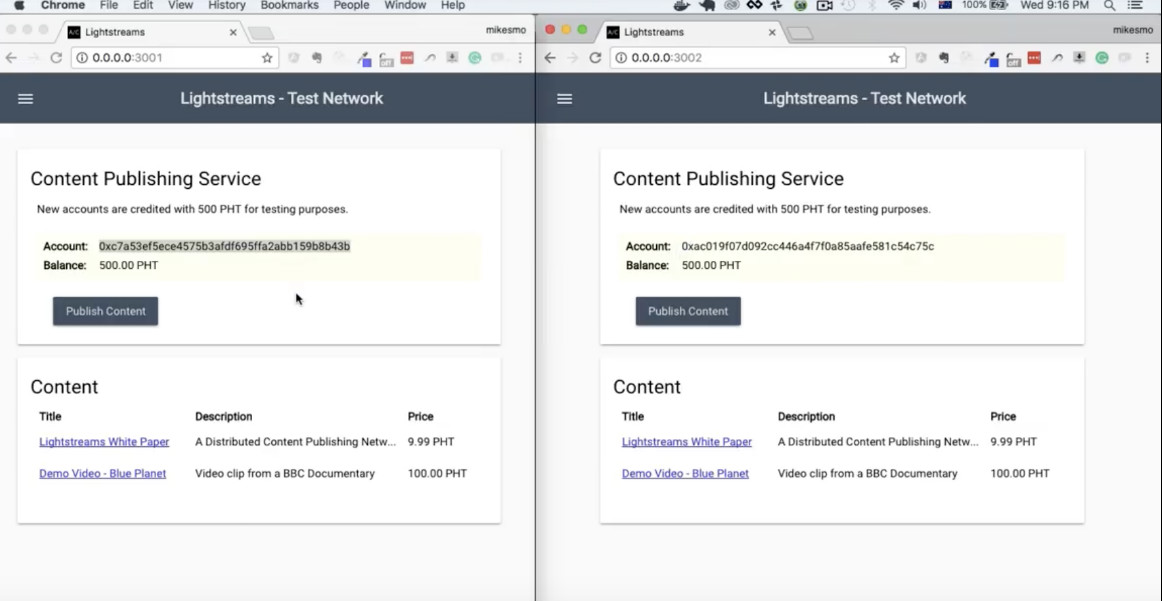 Chrome File Edit View History Bookmarks People Window Help 100% Wed 9:16 PM
Lightstreams mikesmo
0.0.0.0:3001
Lightstreams - Test Network
Content Publishing Service
New accounts are credited with 500 PHT for testing purposes.
Account: 0xc7a53ef5ece4575b3afdf695ffa2abb159b8b43b
Balance: 500.00 PHT
Publish Content
Content
Title Description Price
Lightstreams White Paper A Distributed Content Publishing Netw... 9.99 PHT
Demo Video - Blue Planet Video clip from a BBC Documentary 100.00 PHT
Lightstreams mikesmo
0.0.0.0:3002
Lightstreams - Test Network
Content Publishing Service
New accounts are credited with 500 PHT for testing purposes.
Account: 0xac019f07d092cc446a4f7f0a85aafe581c54c75c
Balance: 500.00 PHT
Publish Content
Content
Title Description Price
Lightstreams White Paper A Distributed Content Publishing Netw... 9.99 PHT
Demo Video - Blue Planet Video clip from a BBC Documentary 100.00 PHT